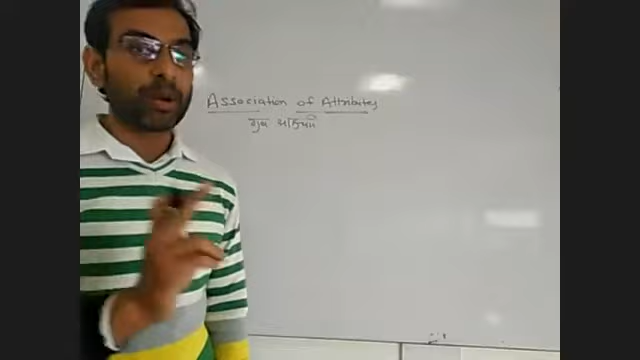 Association of Attributes
गुण